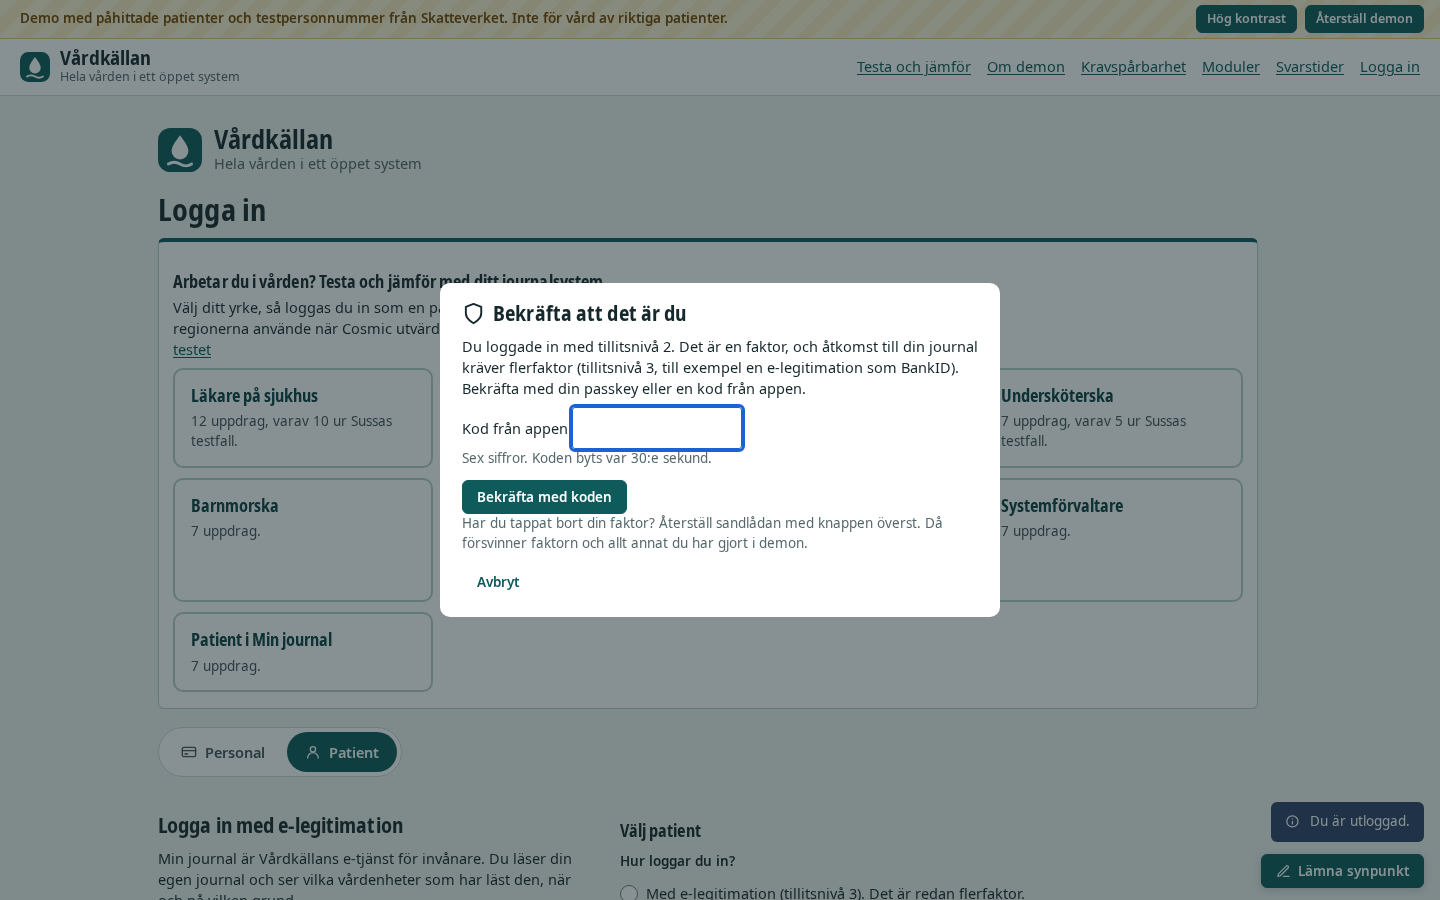 Demo med påhittade patienter och testpersonnummer från Skatteverket. Inte för vård av riktiga patienter.
Hög kontrast
Återställ demon
Vårdkällan
Hela vården i ett öppet system
Testa och jämför
Om demon
Kravspårbarhet
Moduler
Svarstider
Logga in
Vårdkällan
Hela vården i ett öppet system
Logga in
Arbetar du i vården? Testa och jämför med ditt journalsystem
Välj ditt yrke, så loggas du in som en
regionerna använde när Cosmic utvärd
testet
Läkare på sjukhus
12 uppdrag, varav 10 ur Sussas
testfall.
Undersköterska
7 uppdrag, varav 5 ur Sussas
testfall.
Barnmorska
7 uppdrag.
Systemförvaltare
7 uppdrag.
Patient i Min journal
7 uppdrag.
Bekräfta att det är du
Du loggade in med tillitsnivå 2. Det är en faktor, och åtkomst till din journal
kräver flerfaktor (tillitsnivå 3, till exempel en e-legitimation som BankID).
Bekräfta med din passkey eller en kod från appen.
Kod från appen
Sex siffror. Koden byts var 30:e sekund.
Bekräfta med koden
Har du tappat bort din faktor? Återställ sandlådan med knappen överst. Då
försvinner faktorn och allt annat du har gjort i demon.
Avbryt
Personal
Patient
Logga in med e-legitimation
Min journal är Vårdkällans e-tjänst för invånare. Du läser din
egen journal och ser vilka vårdenheter som har läst den, när
och på vilken grund.
Välj patient
Hur loggar du in?
Med e-legitimation (tillitsnivå 3). Det är redan flerfaktor.
Du är utloggad.
Lämna synpunkt